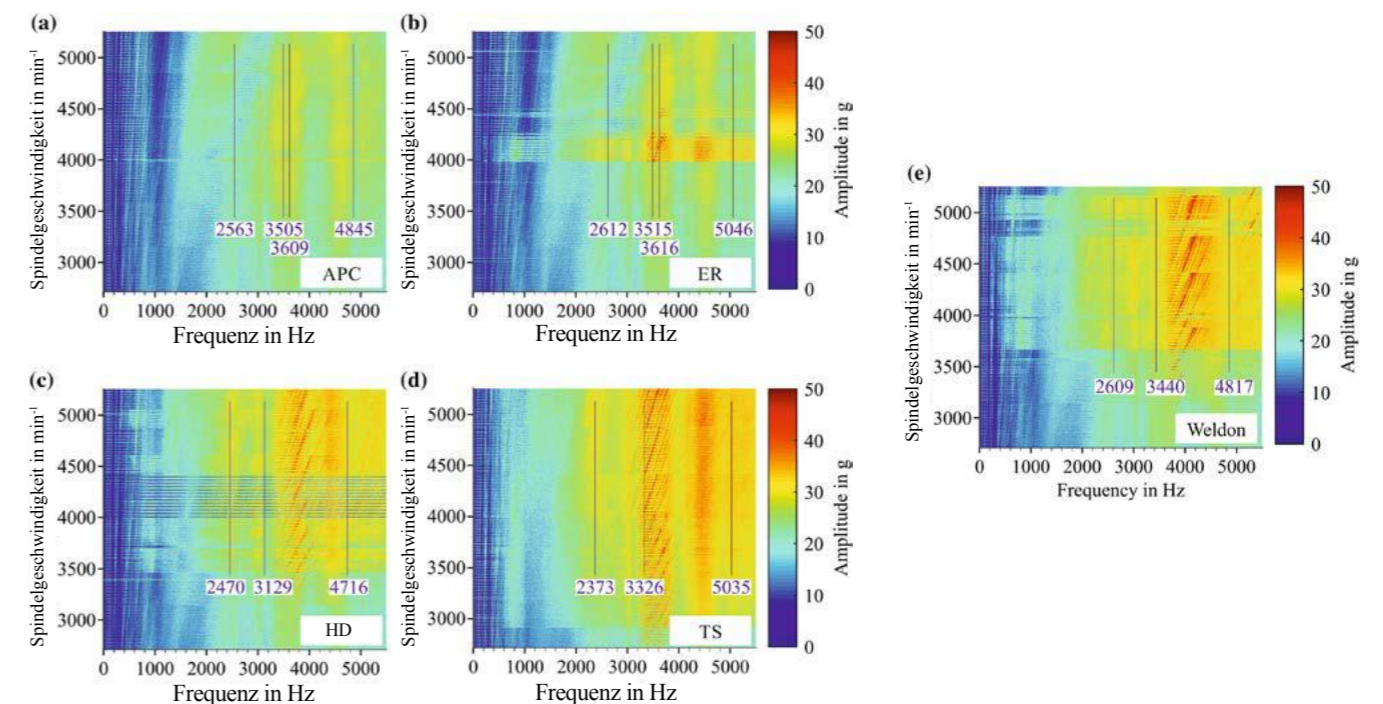 (a)
Spindelgeschwindigkeit in min⁻¹
5000
4500
4000
3500
3000
2563 3505 4845
3609
APC
0 1000 2000 3000 4000 5000
Frequenz in Hz
(b)
5000
4500
4000
3500
3000
2612 3515 5046
3616
ER
0 1000 2000 3000 4000 5000
Frequenz in Hz
50
40
30
20
10
0
Amplitude in g
(c)
Spindelgeschwindigkeit in min⁻¹
5000
4500
4000
3500
3000
2470 3129 4716
HD
0 1000 2000 3000 4000 5000
Frequenz in Hz
(d)
Spindelgeschwindigkeit in min⁻¹
5000
4500
4000
3500
3000
2373 3326 5035
TS
0 1000 2000 3000 4000 5000
Frequenz in Hz
50
40
30
20
10
0
Amplitude in g
(e)
Spindelgeschwindigkeit in min⁻¹
5000
4500
4000
3500
3000
2609 3440 4817
Weldon
0 1000 2000 3000 4000 5000
Frequency in Hz
50
40
30
20
10
0
Amplitude in g
Spindelgeschwindigkeit in min⁻¹